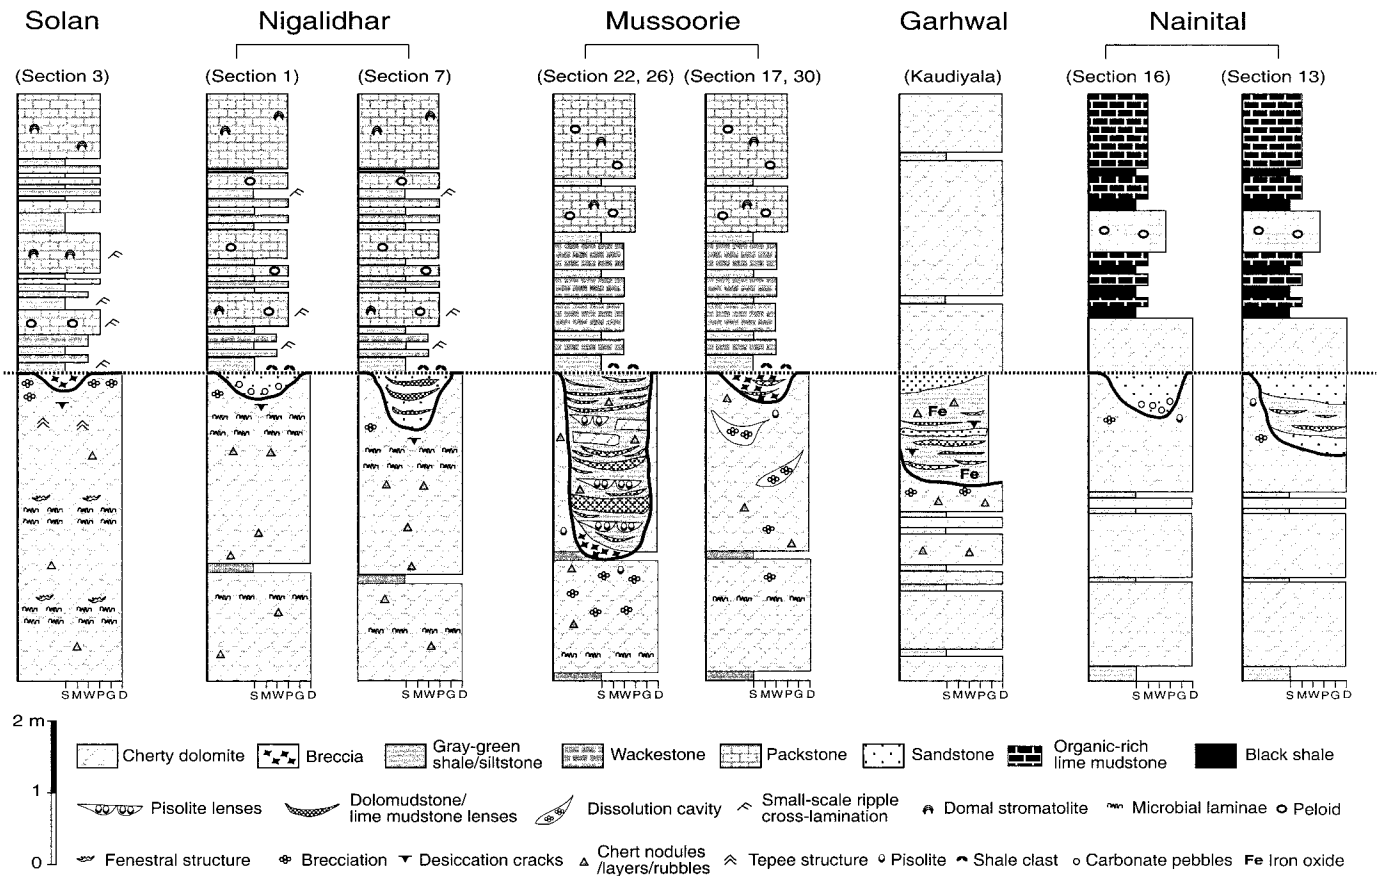 Solan Nigalidhar Mussoorie Garhwal Nainital
(Section 3) (Section 1) (Section 7) (Section 22, 26) (Section 17, 30) (Kaudiyala) (Section 16) (Section 13)
Fe
Fe
SMWPGD SMWPGD SMWPGD SMWPGD SMWPGD SMWPGD SMWPGD SMWPGD
2 m
1
0
Cherty dolomite Breccia Gray-green
shale/siltstone Wackestone Packstone Sandstone Organic-rich
lime mudstone Black shale
Pisolite lenses Dolomudstone/
lime mudstone lenses Dissolution cavity Small-scale ripple
cross-lamination Domal stromatolite Microbial laminae Peloid
Fenestral structure Brecciation Desiccation cracks Chert nodules
/layers/rubbles Tepee structure Pisolite Shale clast Carbonate pebbles Fe Iron oxide